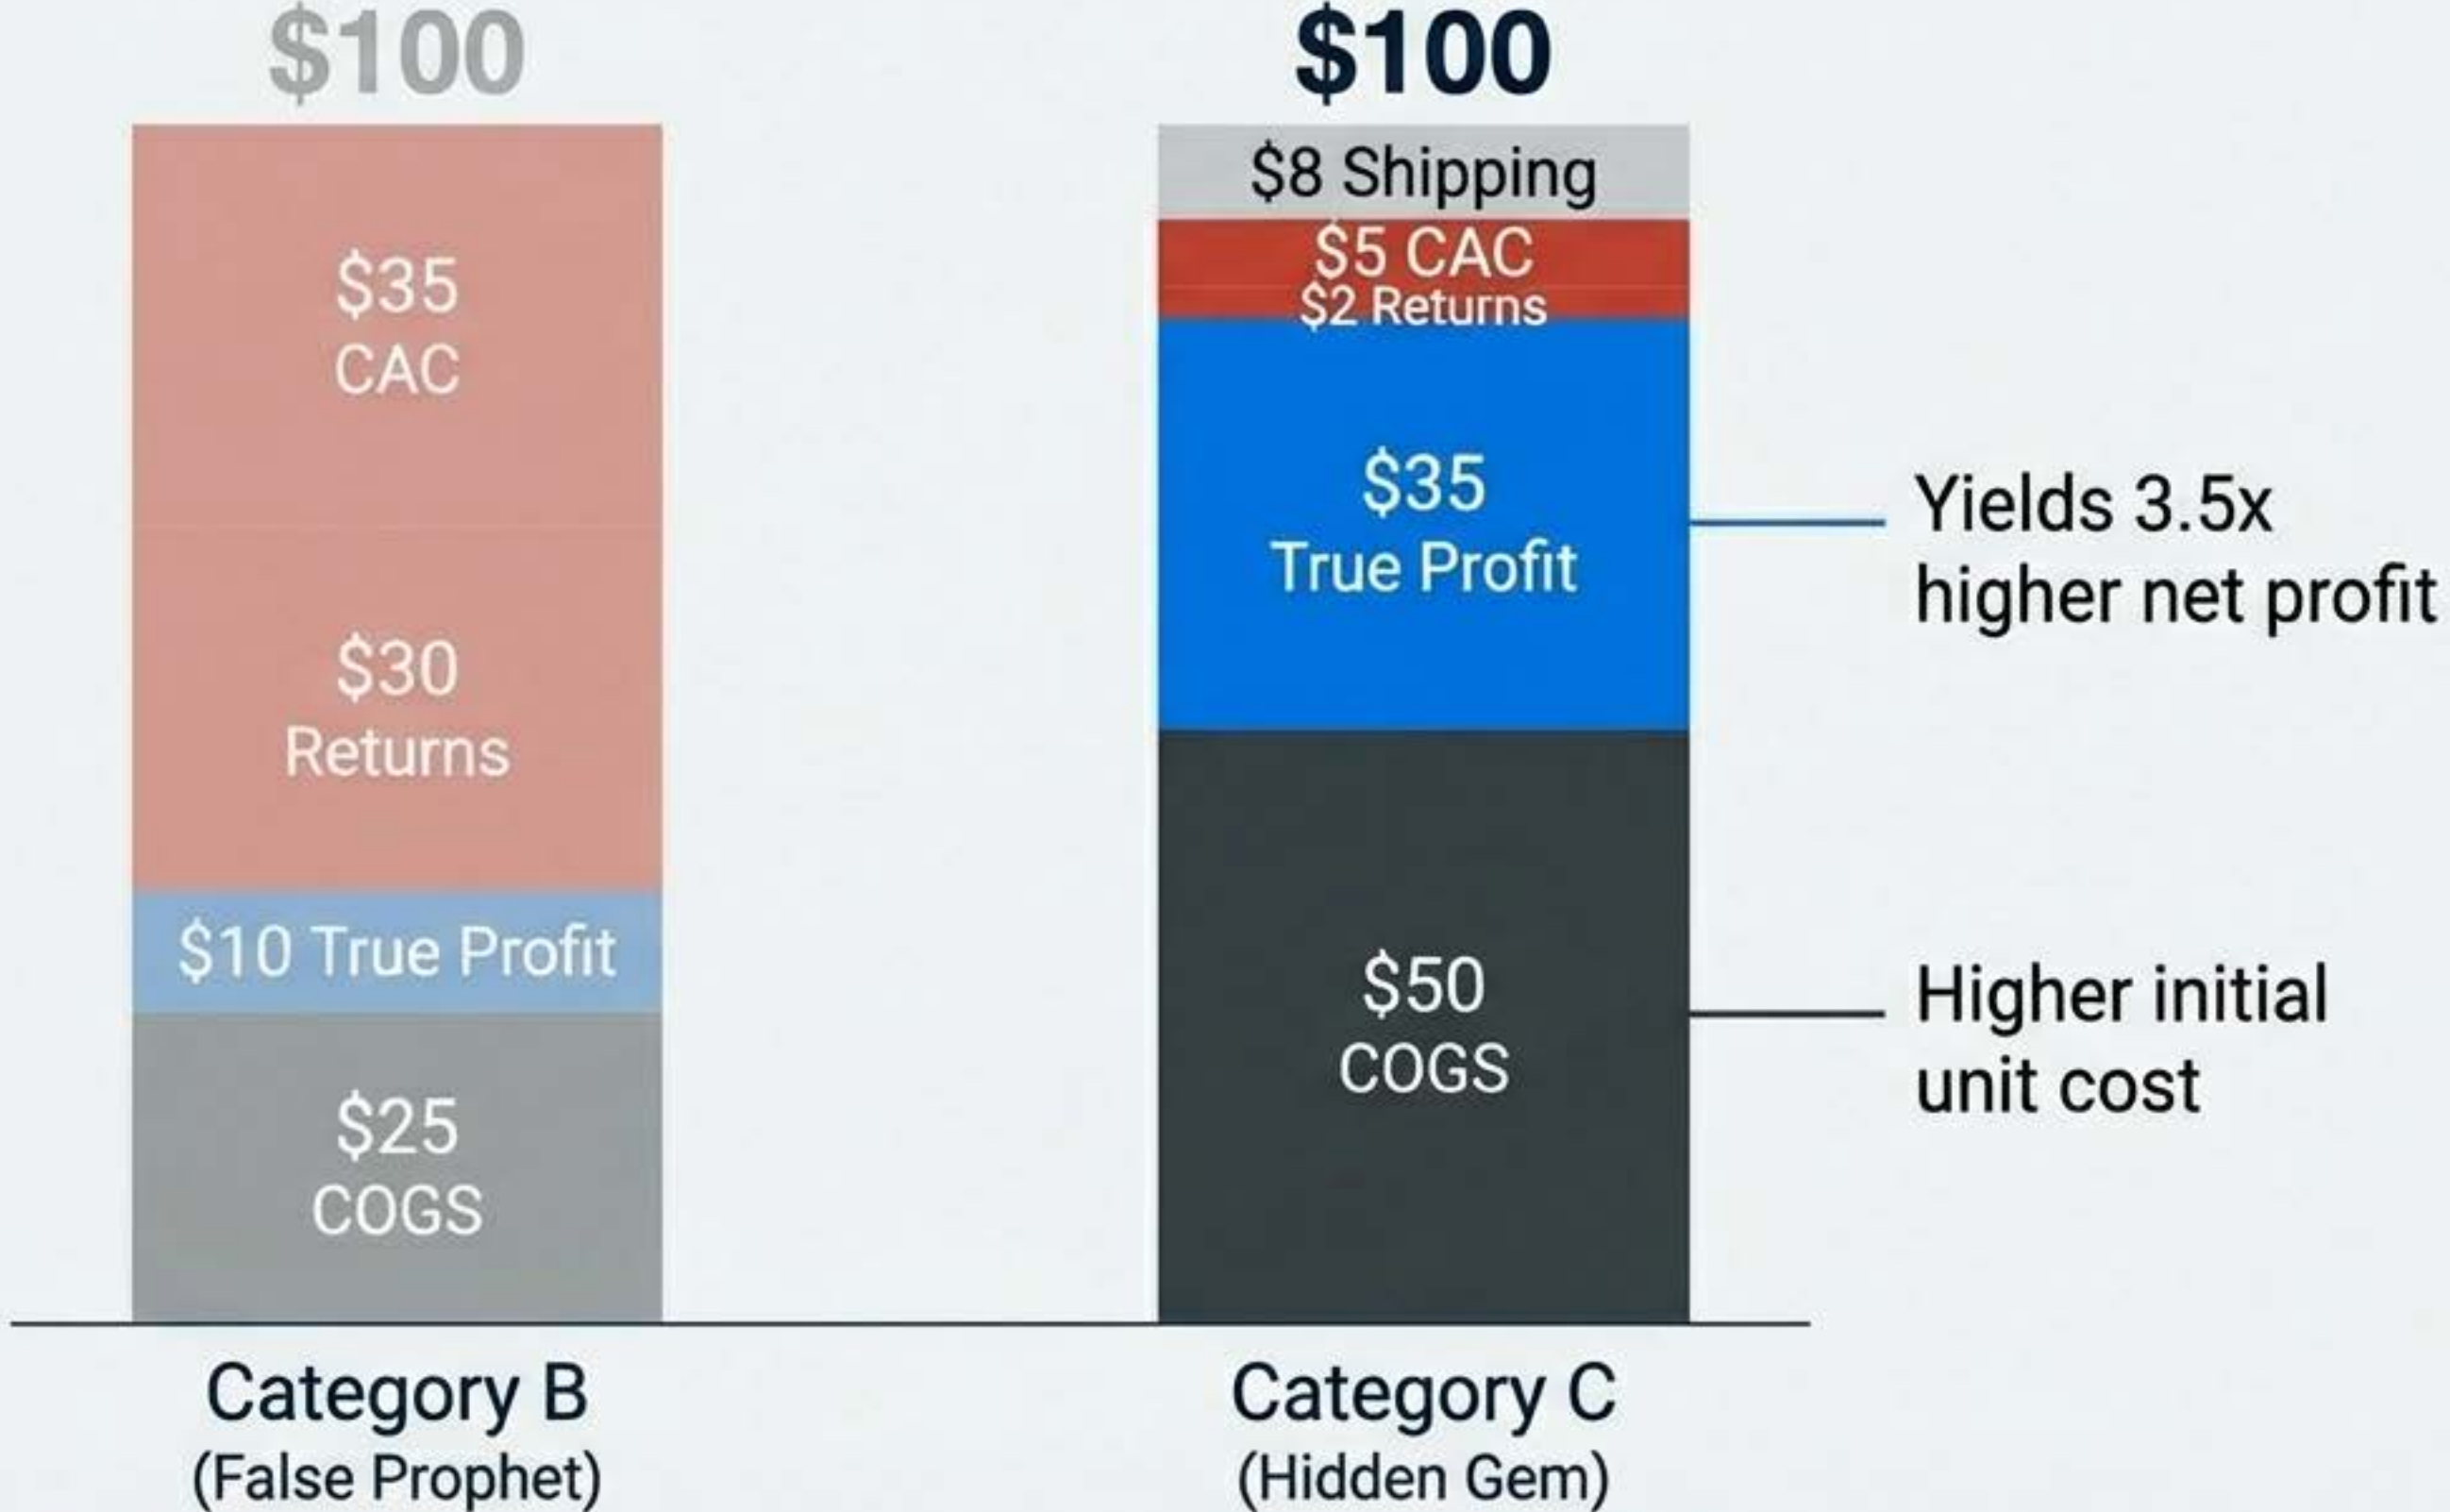 $100
$35
CAC
$30
Returns
$10 True Profit
$25
COGS
Category B
(False Prophet)
$100
$8 Shipping
$5 CAC
$2 Returns
$35
True Profit
$50
COGS
Category C
(Hidden Gem)
Yields 3.5x
higher net profit
Higher initial
unit cost